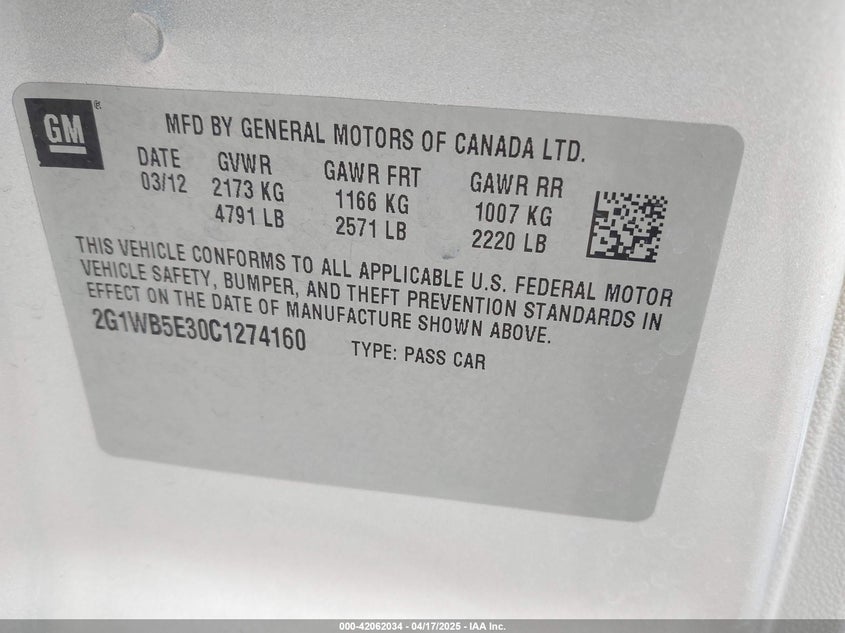 GM ®
MFD BY GENERAL MOTORS OF CANADA LTD.
DATE GVWR GAWR FRT GAWR RR
03/12 2173 KG 1166 KG 1007 KG
4791 LB 2571 LB 2220 LB
THIS VEHICLE CONFORMS TO ALL APPLICABLE U.S. FEDERAL MOTOR
VEHICLE SAFETY, BUMPER, AND THEFT PREVENTION STANDARDS IN
EFFECT ON THE DATE OF MANUFACTURE SHOWN ABOVE.
2G1WB5E30C1274160 TYPE: PASS CAR
000-42062034 - 04/17/2025 - IAA Inc.